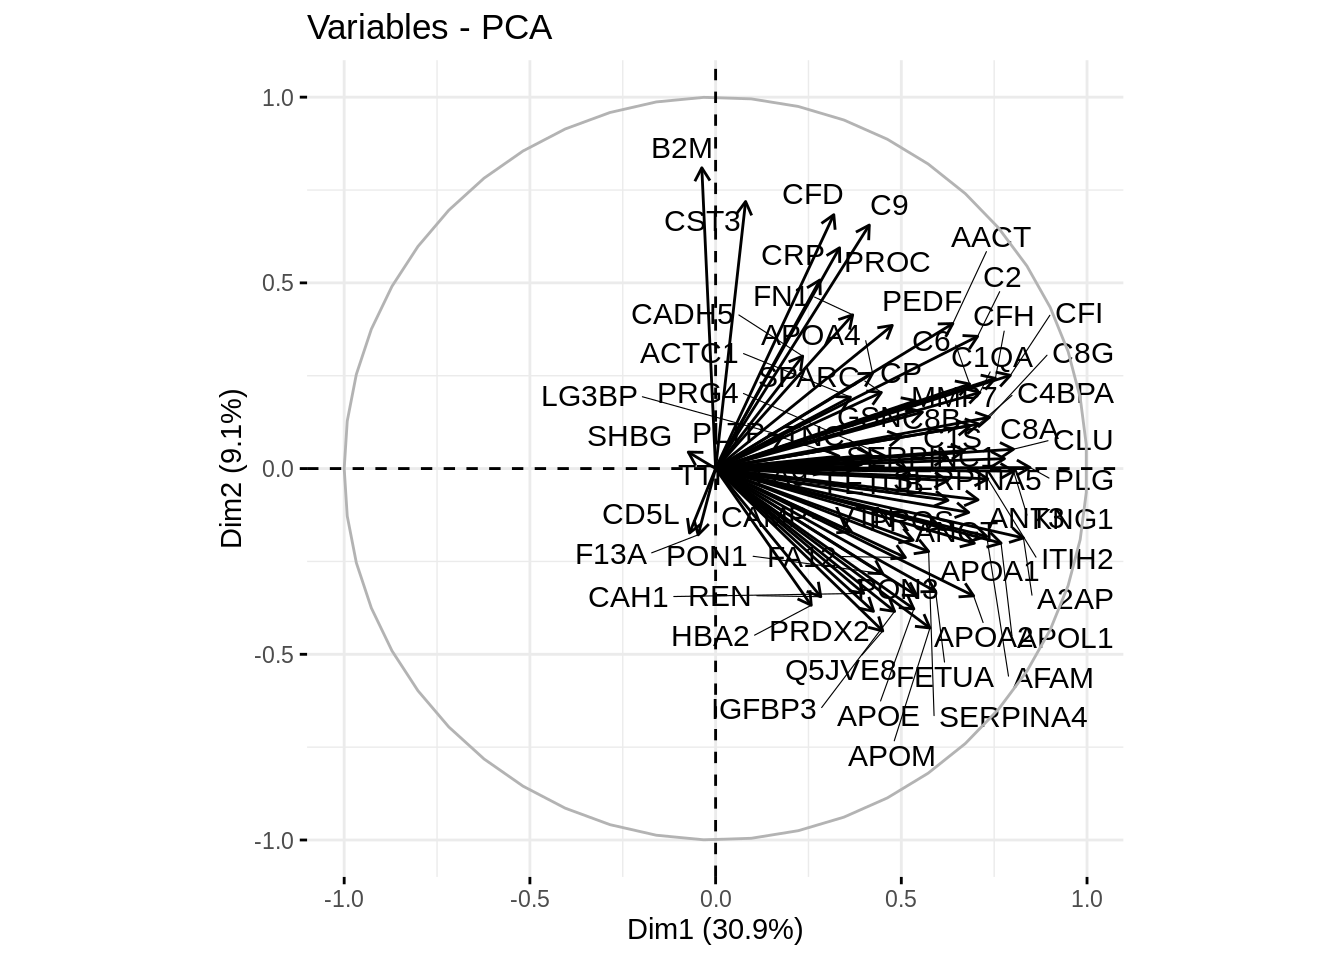 Variables - PCA
1.0
B2M
CFD
C9
CST3
AACT
CRP
PROC
C2
0.5
FN1
PEDF
CADH5
CFH
CFI
APOA4
C6
ACTC1
C1QA
C8G
SPARC
CP
LG3BP
PRG4
C4BPA
SHBG
C8A
C1S
CLU
0.0
SERPINA5
PLG
CD5L
ANT3
KNG1
F13A
PON1
FA12
ITIH2
APOA1
CAH1
REN
PON3
A2AP
HBA2
PRDX2
APOA2
APOL1
-0.5
Q5JVE8
FETUA
AFAM
IGFBP3
APOE
SERPINA4
APOM
-1.0
-1.0
-0.5
0.0
0.5
1.0
Dim1 (30.9%)
Dim2 (9.1%)